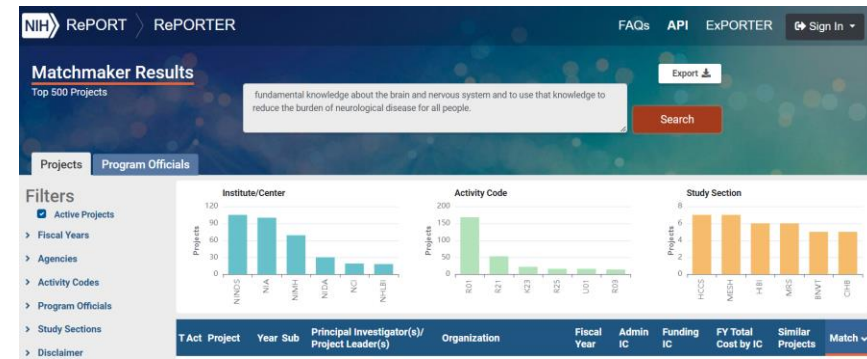 NIH RePORT RePORTER FAQs API ExPORTER Sign In
Matchmaker Results
Top 500 Projects
Export
fundamental knowledge about the brain and nervous system and to use that knowledge to
reduce the burden of neurological disease for all people.
Search
Projects Program Officials
Filters
Active Projects
Fiscal Years
Agencies
Activity Codes
Program Officials
Study Sections
Disclaimer
Institute/Center
Projects
120
90
60
30
0
NINDS
NIA
NIMH
NIDA
NCI
NHLBI
Activity Code
Projects
200
150
100
50
0
R01
R21
K23
R25
U01
R03
Study Section
Projects
8
6
4
2
0
HCCS
MESH
HIBI
MRS
BNVT
CIHB
T Act Project Year Sub Principal Investigator(s)/ Project Leader(s) Organization Fiscal Year Admin IC Funding IC FY Total Cost by IC Similar Projects Match